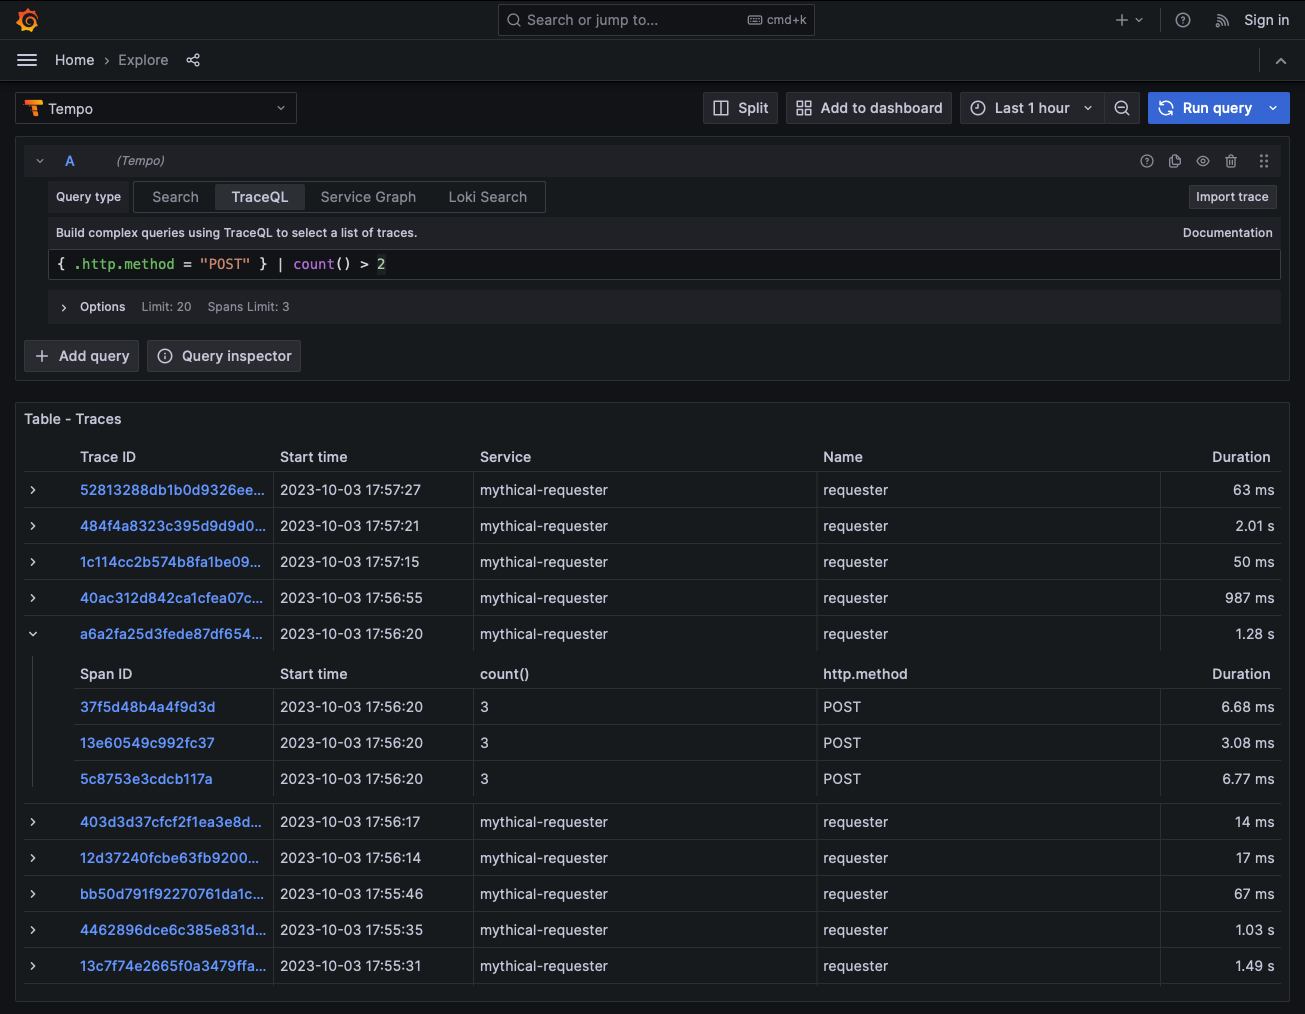 Search or jump to... cmd+k Sign in
Home › Explore
Tempo Split Add to dashboard Last 1 hour Run query
A (Tempo)
Query type Search TraceQL Service Graph Loki Search Import trace
Build complex queries using TraceQL to select a list of traces. Documentation
{ .http.method = "POST" } | count() > 2
Options Limit: 20 Spans Limit: 3
+ Add query Query inspector
Table - Traces
Trace ID Start time Service Name Duration
52813288db1b0d9326ee... 2023-10-03 17:57:27 mythical-requester requester 63 ms
484f4a8323c395d9d9d0... 2023-10-03 17:57:21 mythical-requester requester 2.01 s
1c114cc2b574b8fa1be09... 2023-10-03 17:57:15 mythical-requester requester 50 ms
40ac312d842ca1cfea07c... 2023-10-03 17:56:55 mythical-requester requester 987 ms
a6a2fa25d3fede87df654... 2023-10-03 17:56:20 mythical-requester requester 1.28 s
Span ID Start time count() http.method Duration
37f5d48b4a4f9d3d 2023-10-03 17:56:20 3 POST 6.68 ms
13e60549c992fc37 2023-10-03 17:56:20 3 POST 3.08 ms
5c8753e3cdcb117a 2023-10-03 17:56:20 3 POST 6.77 ms
403d3d37cfcf2f1ea3e8d... 2023-10-03 17:56:17 mythical-requester requester 14 ms
12d37240fcbe63fb9200... 2023-10-03 17:56:14 mythical-requester requester 17 ms
bb50d791f92270761da1c... 2023-10-03 17:55:46 mythical-requester requester 67 ms
4462896dce6c385e831d... 2023-10-03 17:55:35 mythical-requester requester 1.03 s
13c7f74e2665f0a3479ffa... 2023-10-03 17:55:31 mythical-requester requester 1.49 s